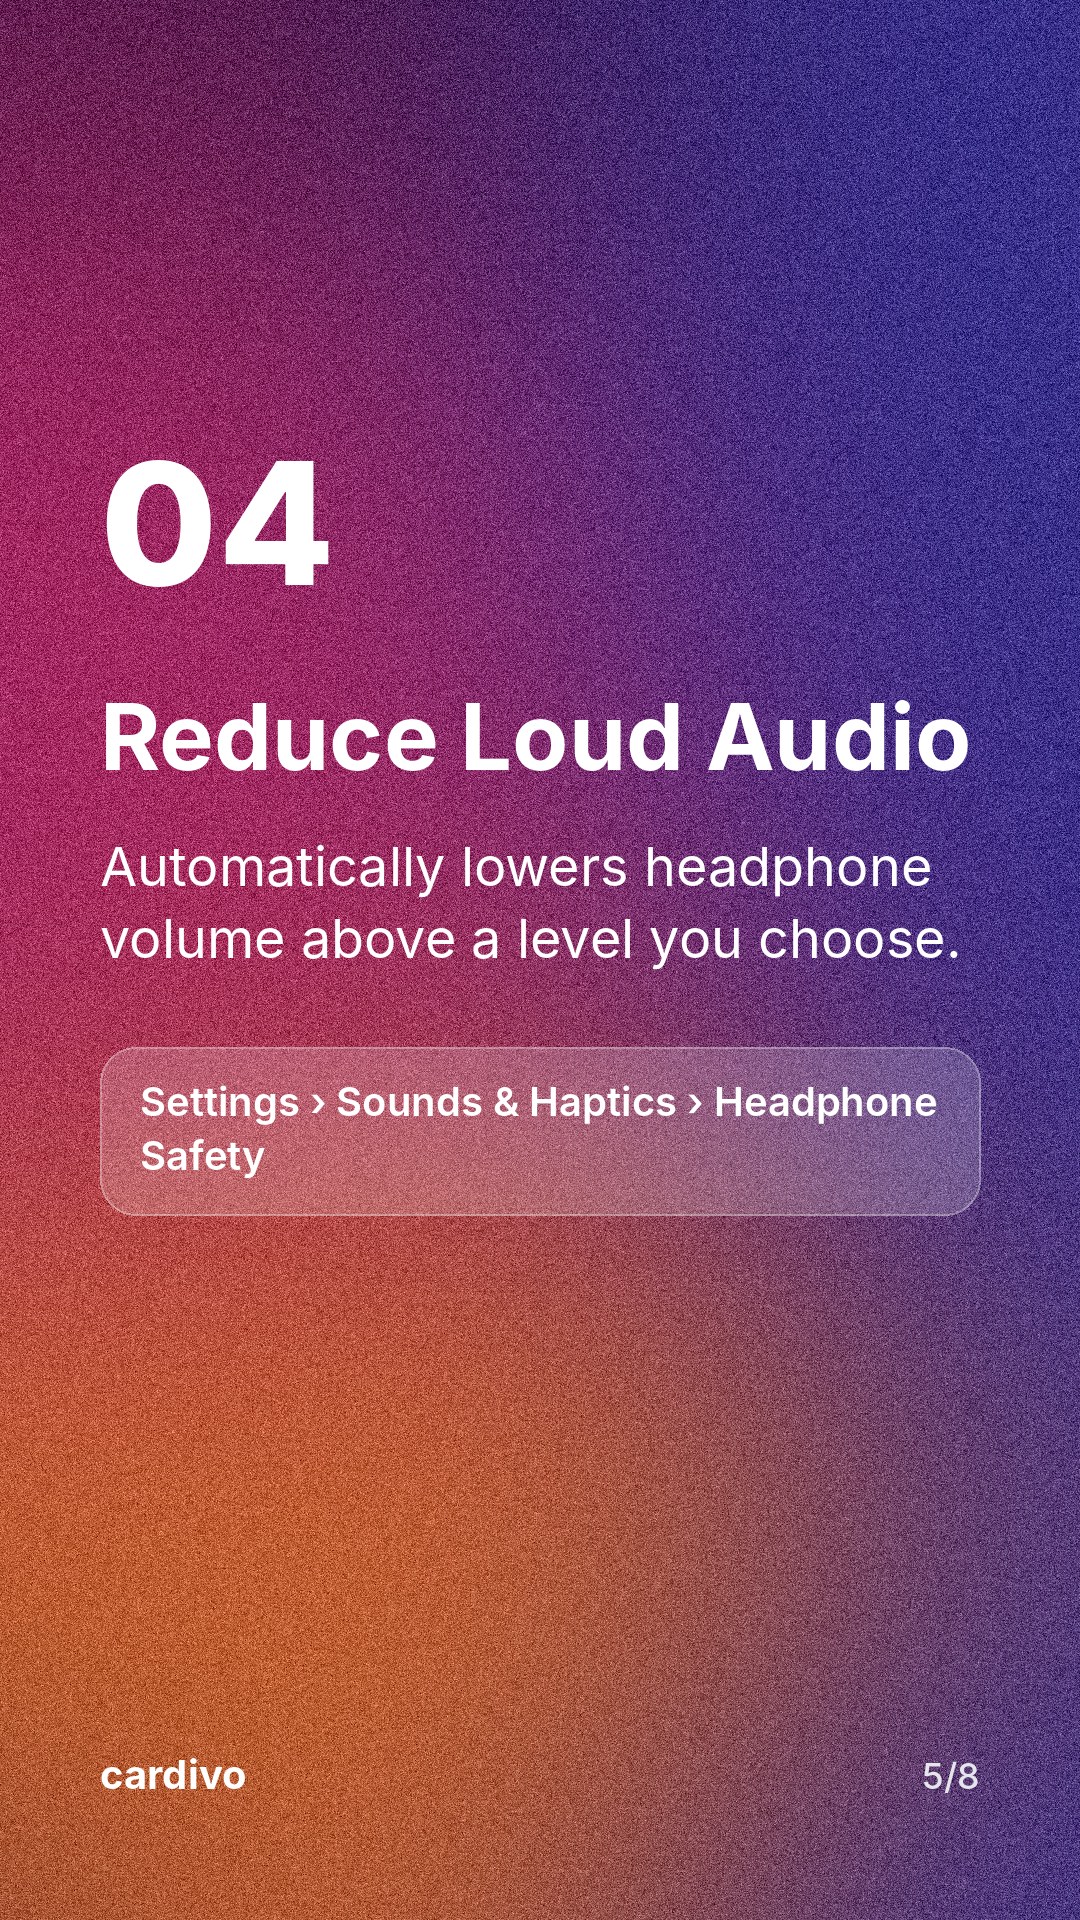 04
Reduce Loud Audio
Automatically lowers headphone
volume above a level you choose.
Settings › Sounds & Haptics › Headphone
Safety
cardivo
5/8